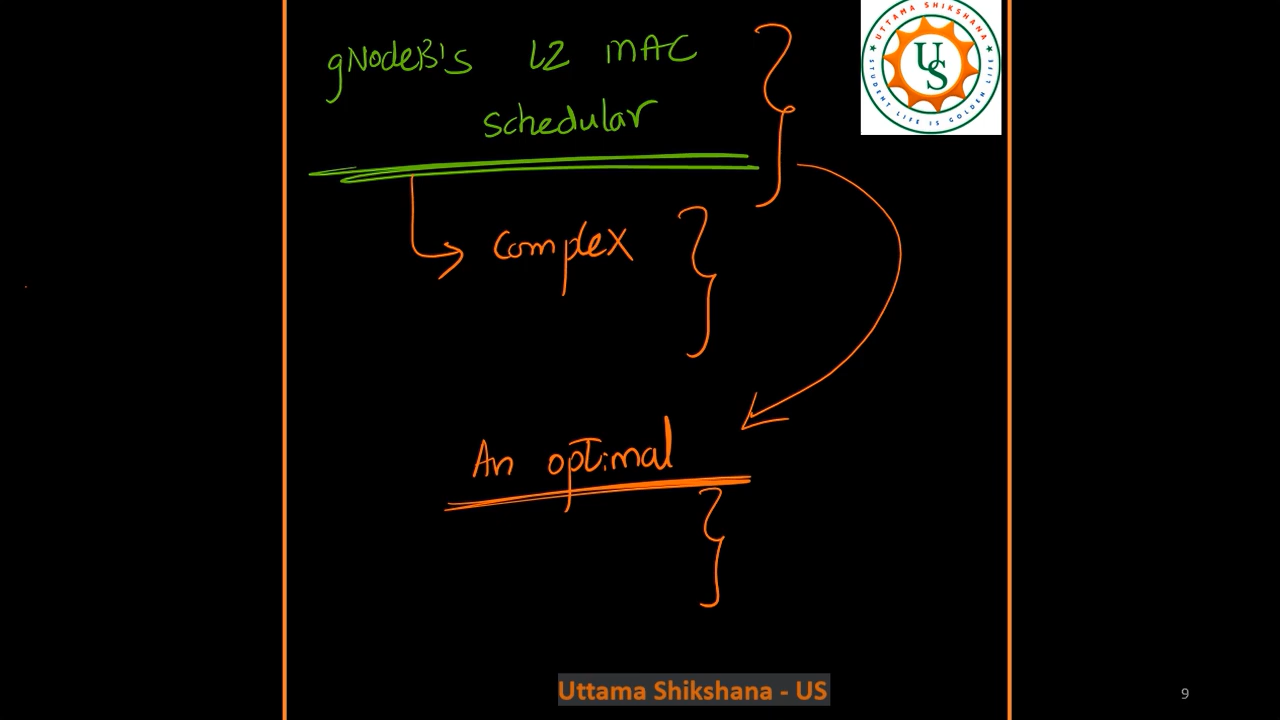 gNodeB's L2 MAC
schedular
complex
An optimal
UTTAMA SHIKSHANA
US
STUDENT LIFE IS GOLDEN LIFE
Uttama Shikshana - US
9